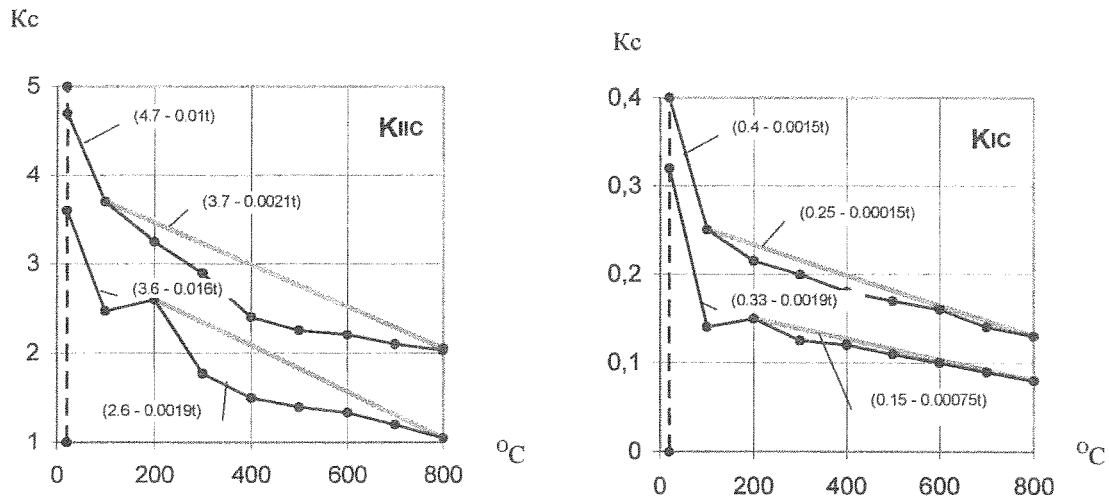 Kc
5
4
3
2
1
0
200
400
600
800
°C
KIIC
(4.7 - 0.01t)
(3.7 - 0.0021t)
(3.6 - 0.016t)
(2.6 - 0.0019t)
Kc
0,4
0,3
0,2
0,1
0
0
200
400
600
800
°C
KIC
(0.4 - 0.0015t)
(0.25 - 0.00015t)
(0.33 - 0.0019t)
(0.15 - 0.00075t)